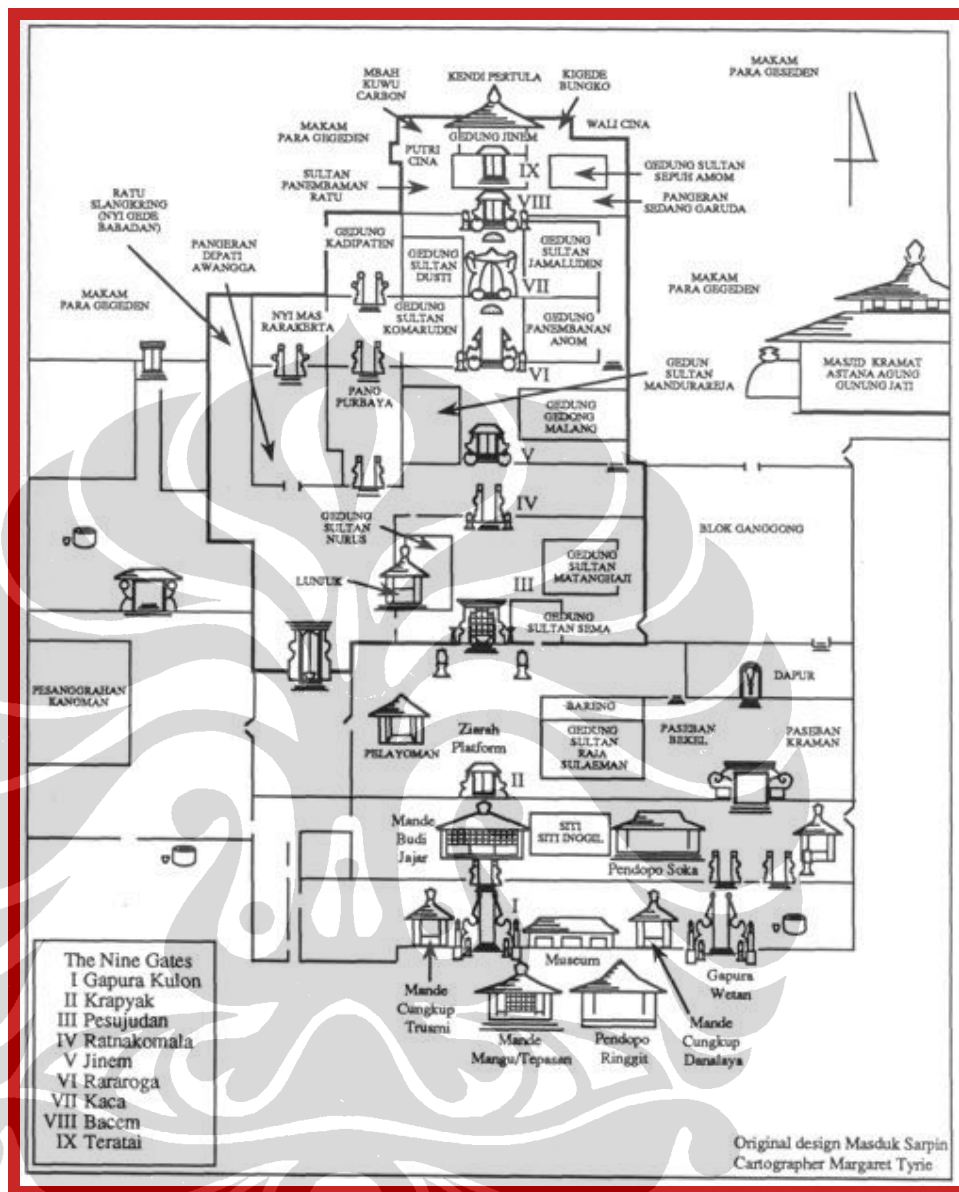 MAKAM
PARA GESEDEN
MBAH
KUWU
CARBON
KENDI PERTULA
KIGEDE
BUNGKO
MAKAM
PARA GEGEDEN
WALI CINA
GEDUNG JINEM
PUTRI
CINA
IX
SULTAN
PANEMBAMAN
RATU
GEDUNG SULTAN
SEPUH AMOM
RATU
SLANGKRING
(NYI GEDE
BABADAN)
VIII
PANGERAN
SEDANG GARUDA
PANGERAN
DIPATI
AWANGGA
GEDUNG
KADIPATEN
GEDUNG
SULTAN
DUSTI
GEDUNG
SULTAN
JAMALUDEN
VII
MAKAM
PARA GEGEDEN
MAKAM
PARA GEGEDEN
NYI MAS
RARAKERTA
GEDUNG
SULTAN
KOMARUDIN
GEDUNG
PANEMBANAN
ANOM
VI
GEDUN
SULTAN
MANDURAREJA
MASJID KRAMAT
ASTANA AGUNG
GUNUNG JATI
PANO
PURBAYA
GEDUNG
GEDONG
MALANG
V
IV
GEDUNG
SULTAN
NURUS
BLOK GANGGONG
LUNJUK
III
GEDUNG
SULTAN
MATANGHAJI
GEDUNG
SULTAN SEMA
PESANGGRAHAN
KANOMAN
DAPUR
PELAYOMAN
Ziarah
Platform
BARENG
GEDUNG
SULTAN
RAJA
SULAEMAN
PASEBAN
BEKEL
PASEBAN
KRAMAN
II
Mande
Budi
Jajar
SITI
SITI INGGEL
Pendopo Soka
I
Museum
Mande
Cungkup
Trusmi
Mande
Mangu/Tepasan
Pendopo
Ringgit
Mande
Cungkup
Danalaya
Gapura
Wetan
The Nine Gates
I Gapura Kulon
II Krapyak
III Pesujudan
IV Ratnakomala
V Jinem
VI Rararoga
VII Kaca
VIII Bacem
IX Teratai
Original design Masduk Sarpin
Cartographer Margaret Tyrie